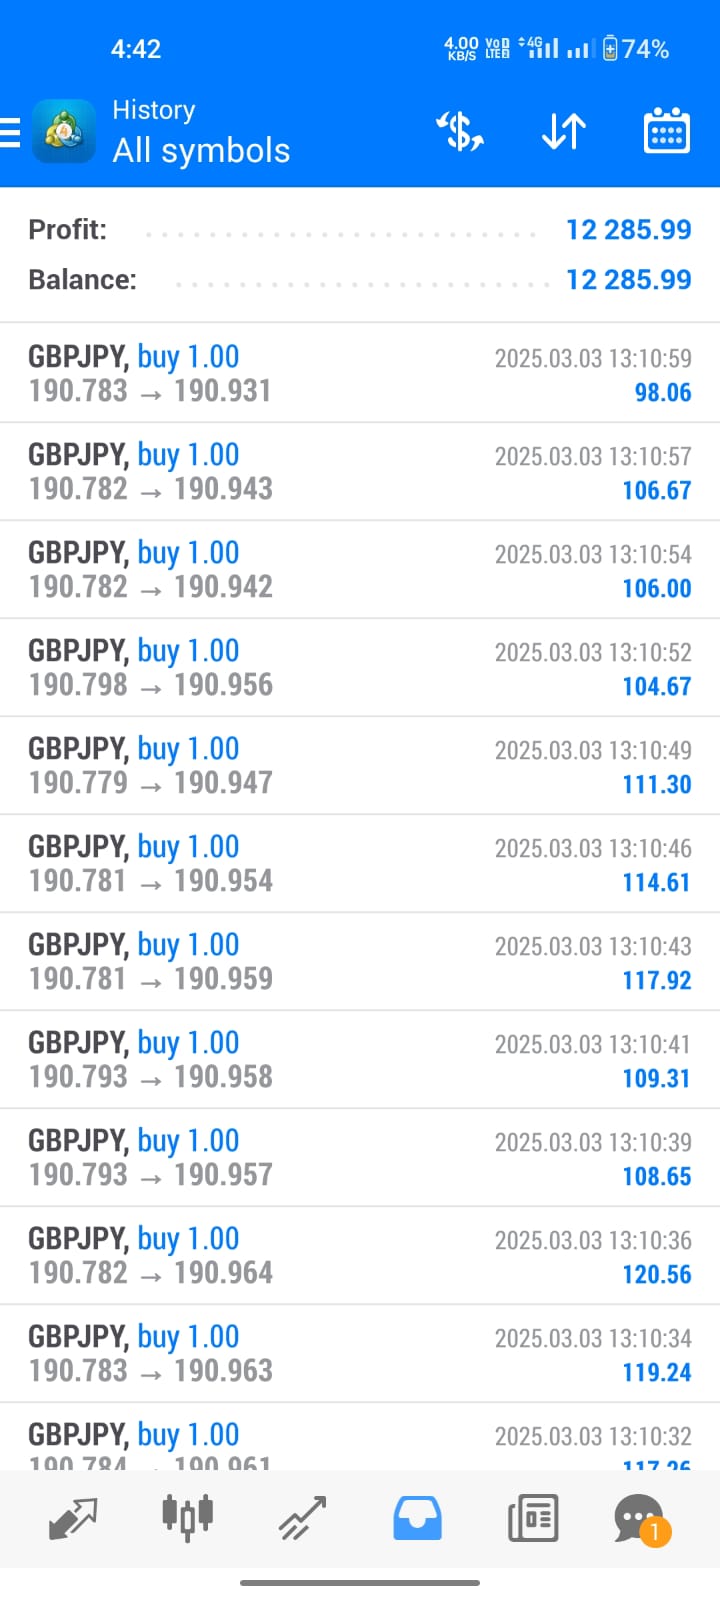 4:42
4.00 KB/S VoD LTE2 4G 74%
History
All symbols
Profit: 12 285.99
Balance: 12 285.99
GBPJPY, buy 1.00 2025.03.03 13:10:59
190.783 → 190.931 98.06
GBPJPY, buy 1.00 2025.03.03 13:10:57
190.782 → 190.943 106.67
GBPJPY, buy 1.00 2025.03.03 13:10:54
190.782 → 190.942 106.00
GBPJPY, buy 1.00 2025.03.03 13:10:52
190.798 → 190.956 104.67
GBPJPY, buy 1.00 2025.03.03 13:10:49
190.779 → 190.947 111.30
GBPJPY, buy 1.00 2025.03.03 13:10:46
190.781 → 190.954 114.61
GBPJPY, buy 1.00 2025.03.03 13:10:43
190.781 → 190.959 117.92
GBPJPY, buy 1.00 2025.03.03 13:10:41
190.793 → 190.958 109.31
GBPJPY, buy 1.00 2025.03.03 13:10:39
190.793 → 190.957 108.65
GBPJPY, buy 1.00 2025.03.03 13:10:36
190.782 → 190.964 120.56
GBPJPY, buy 1.00 2025.03.03 13:10:34
190.783 → 190.963 119.24
GBPJPY, buy 1.00 2025.03.03 13:10:32
190.784 → 190.961 117.26
1